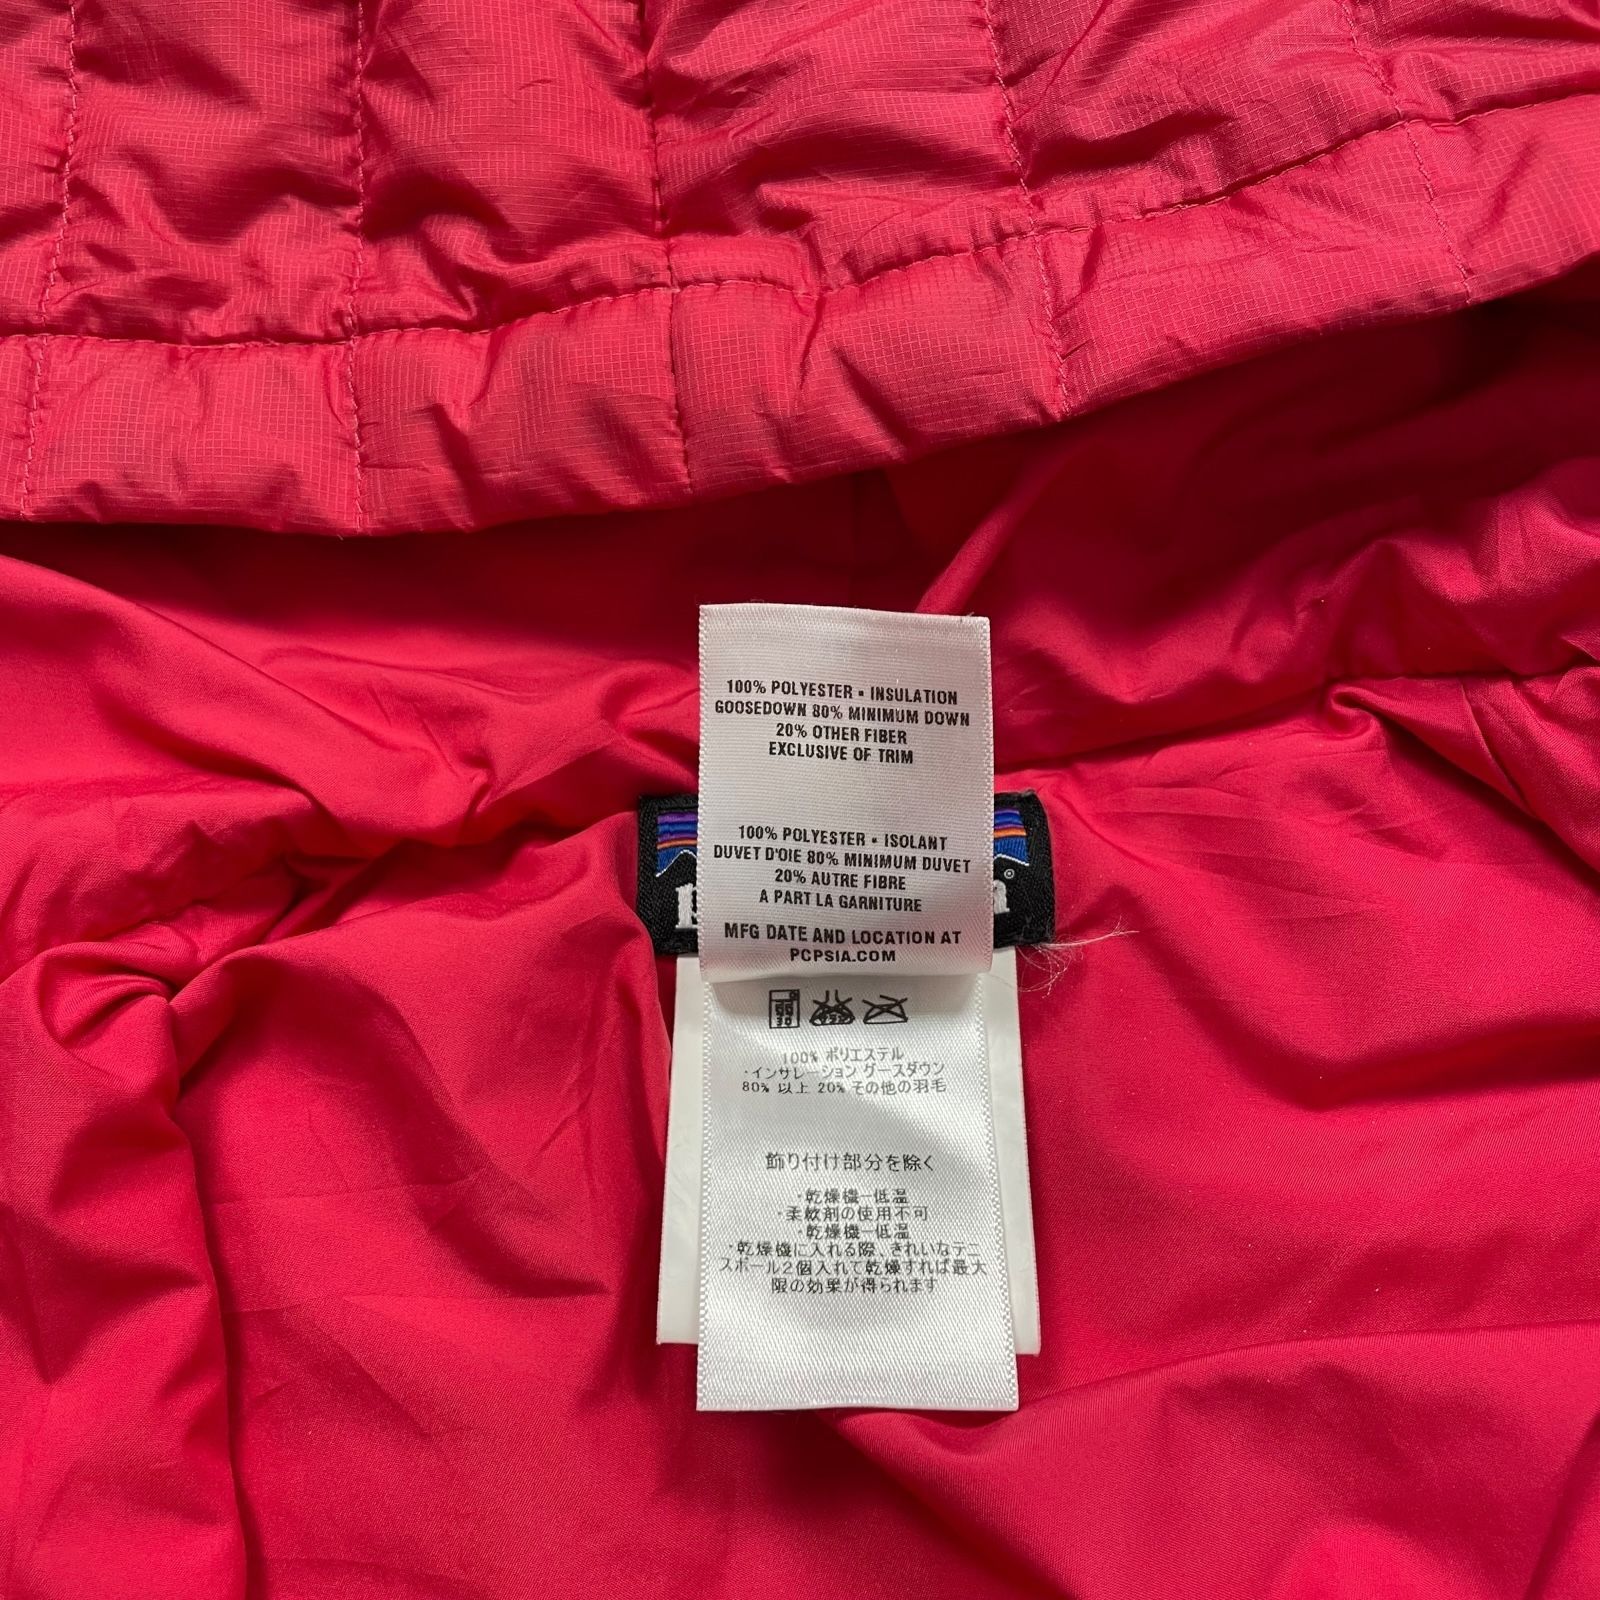 100% POLYESTER • INSULATION
GOOSEDOWN 80% MINIMUM DOWN
20% OTHER FIBER
EXCLUSIVE OF TRIM
100% POLYESTER • ISOLANT
DUVET D'OIE 80% MINIMUM DUVET
20% AUTRE FIBRE
A PART LA GARNITURE
MFG DATE AND LOCATION AT
PCPSIA.COM
30
100% ポリエステル
・インサレーション グースダウン
80% 以上 20% その他の羽毛
飾り付け部分を除く
・乾燥機ー低温
・柔軟剤の使用不可
・乾燥機ー低温
・乾燥機に入れる際、きれいなテニ
スボール2個入れて乾燥すれば最大
限の効果が得られます